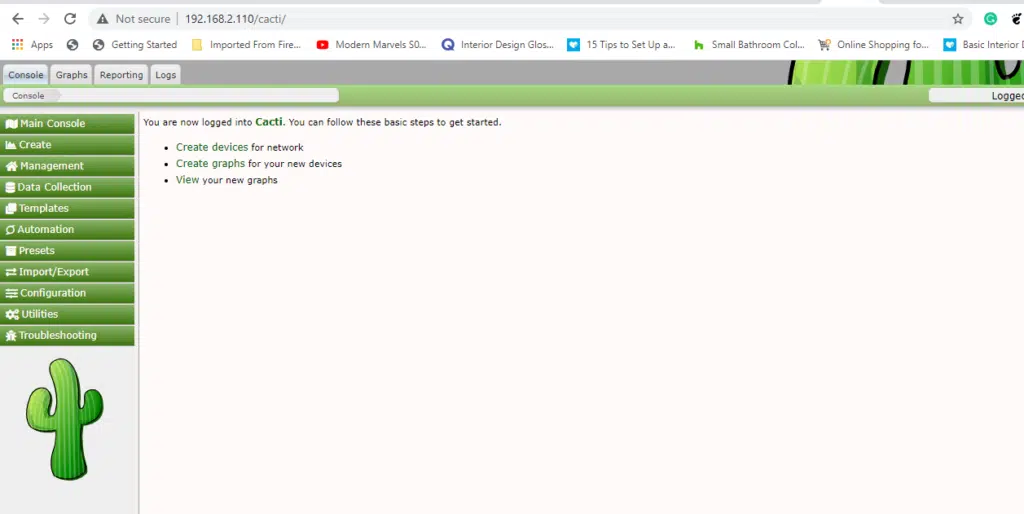 Not secure | 192.168.2.110/cacti/
Apps Getting Started Imported From Fire... Modern Marvels S0... Interior Design Glos... 15 Tips to Set Up a... Small Bathroom Col... Online Shopping fo... Basic Interior
Console Graphs Reporting Logs
Console Logged
Main Console
You are now logged into Cacti. You can follow these basic steps to get started.
Create
Create devices for network
Management
Create graphs for your new devices
Data Collection
View your new graphs
Templates
Automation
Presets
Import/Export
Configuration
Utilities
Troubleshooting